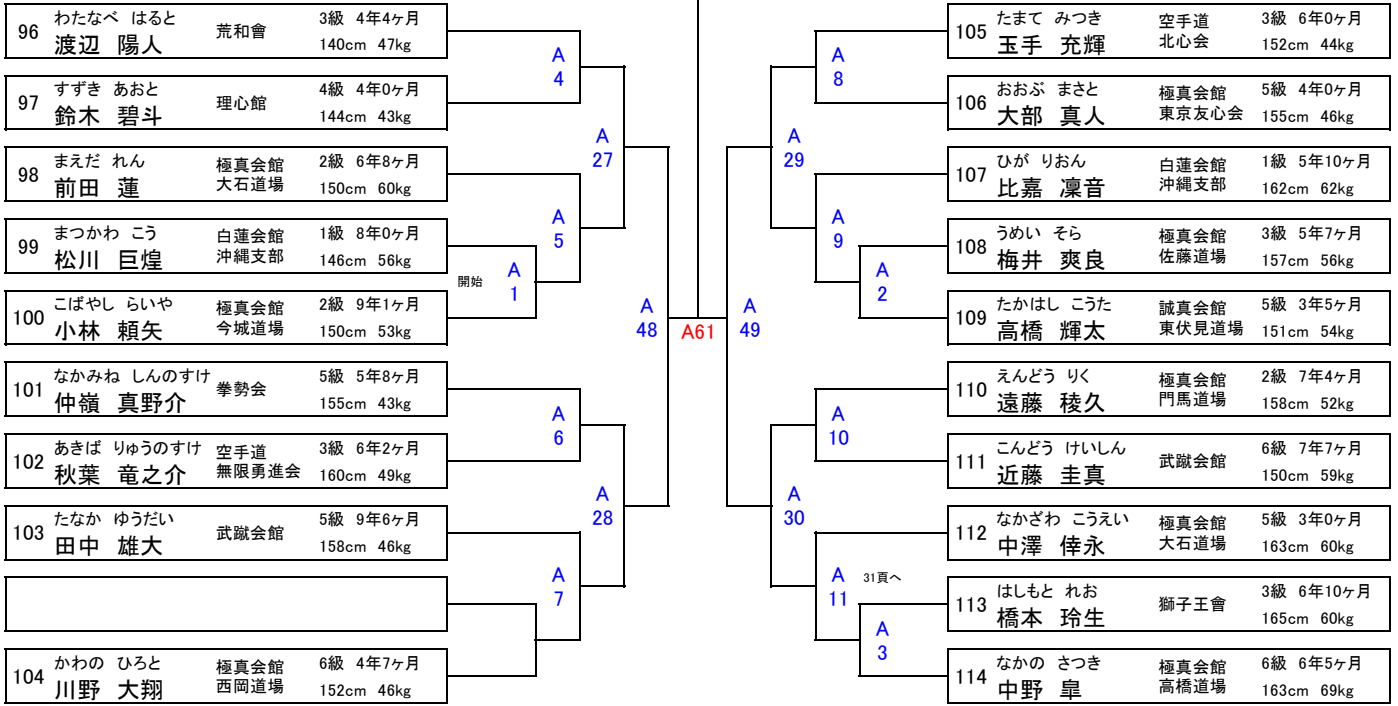 96
わたなべ はると
渡辺 陽人
荒和會
3級 4年4ヶ月
140cm 47kg
97
すずき あおと
鈴木 碧斗
理心館
4級 4年0ヶ月
144cm 43kg
98
まえだ れん
前田 蓮
極真会館
大石道場
2級 6年8ヶ月
150cm 60kg
99
まつかわ こう
松川 巨煌
白蓮会館
沖縄支部
1級 8年0ヶ月
146cm 56kg
100
こばやし らいや
小林 頼矢
極真会館
今城道場
2級 9年1ヶ月
150cm 53kg
101
なかみね しんのすけ
仲嶺 真野介
拳勢会
5級 5年8ヶ月
155cm 43kg
102
あきば りゅうのすけ
秋葉 竜之介
空手道
無限勇進会
3級 6年2ヶ月
160cm 49kg
103
たなか ゆうだい
田中 雄大
武蹴会館
5級 9年6ヶ月
158cm 46kg
104
かわの ひろと
川野 大翔
極真会館
西岡道場
6級 4年7ヶ月
152cm 46kg
A
4
A
27
A
5
開始
A
1
A
48
A
6
A
28
A
7
A61
A
49
A
8
A
29
A
9
A
2
A
10
A
30
A
11
31頁へ
A
3
105
たまて みつき
玉手 充輝
空手道
北心会
3級 6年0ヶ月
152cm 44kg
106
おおぶ まさと
大部 真人
極真会館
東京友心会
5級 4年0ヶ月
155cm 46kg
107
ひが りおん
比嘉 凜音
白蓮会館
沖縄支部
1級 5年10ヶ月
162cm 62kg
108
うめい そら
梅井 爽良
極真会館
佐藤道場
3級 5年7ヶ月
157cm 56kg
109
たかはし こうた
高橋 輝太
誠真会館
東伏見道場
5級 3年5ヶ月
151cm 54kg
110
えんどう りく
遠藤 稜久
極真会館
門馬道場
2級 7年4ヶ月
158cm 52kg
111
こんどう けいしん
近藤 圭真
武蹴会館
6級 7年7ヶ月
150cm 59kg
112
なかざわ こうえい
中澤 倖永
極真会館
大石道場
5級 3年0ヶ月
163cm 60kg
113
はしもと れお
橋本 玲生
獅子王會
3級 6年10ヶ月
165cm 60kg
114
なかの さつき
中野 皐
極真会館
高橋道場
6級 6年5ヶ月
163cm 69kg